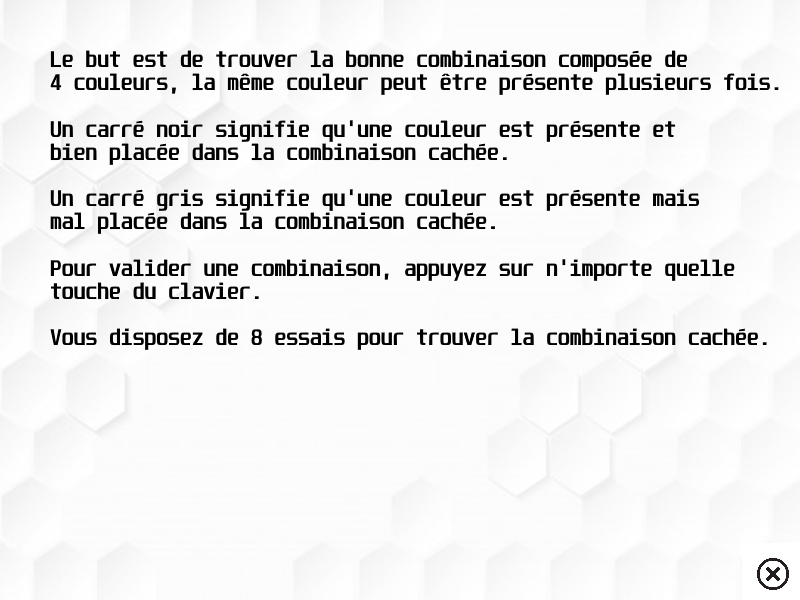 Le but est de trouver la bonne combinaison composée de
4 couleurs, la même couleur peut être présente plusieurs fois.
Un carré noir signifie qu'une couleur est présente et
bien placée dans la combinaison cachée.
Un carré gris signifie qu'une couleur est présente mais
mal placée dans la combinaison cachée.
Pour valider une combinaison, appuyez sur n'importe quelle
touche du clavier.
Vous disposez de 8 essais pour trouver la combinaison cachée.